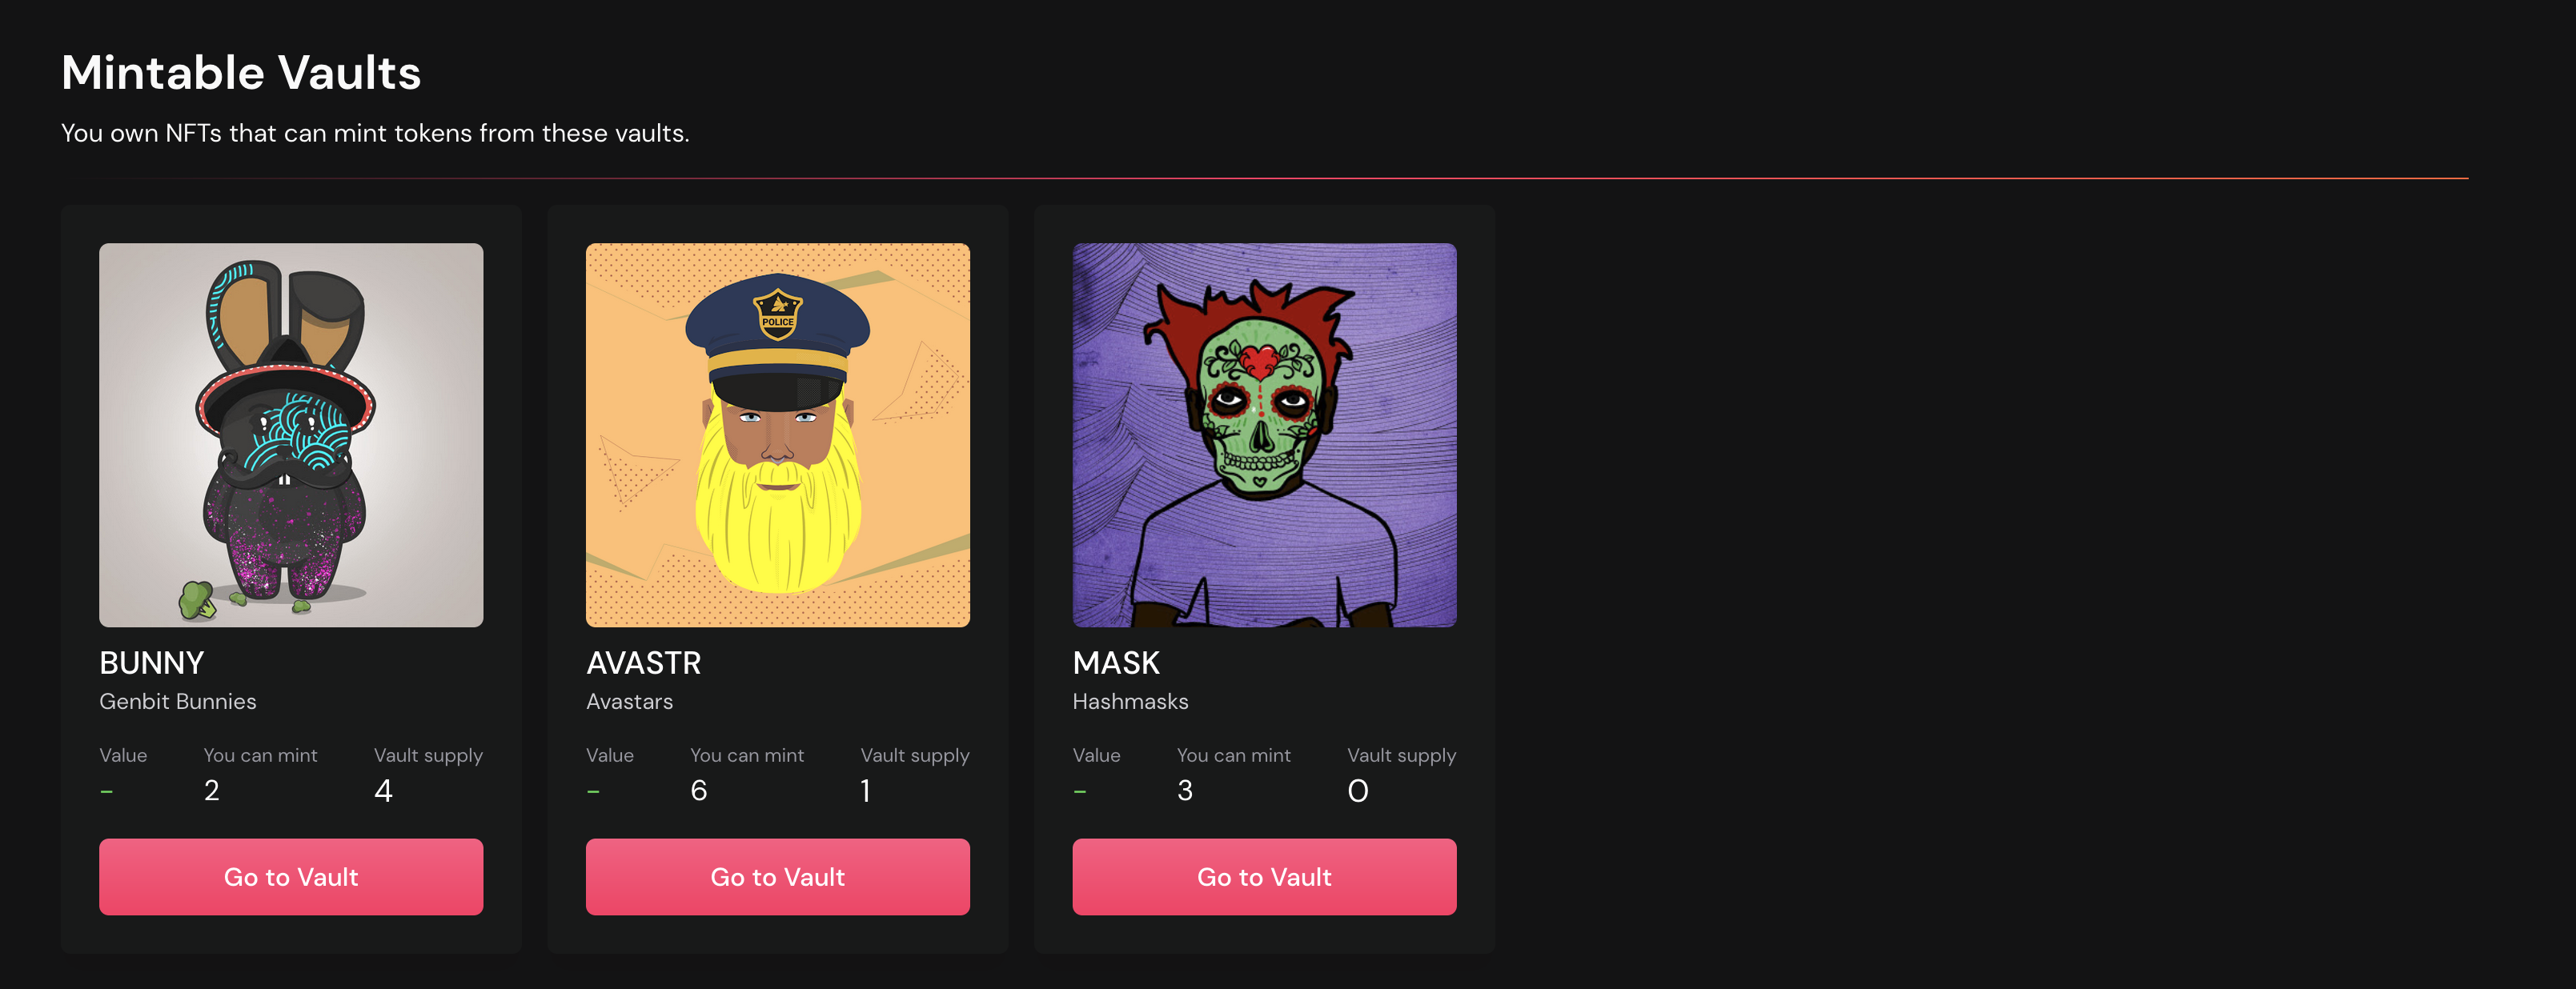 Mintable Vaults
You own NFTs that can mint tokens from these vaults.
POLICE
BUNNY
Genbit Bunnies
Value You can mint Vault supply
- 2 4
Go to Vault
AVASTR
Avastars
Value You can mint Vault supply
- 6 1
Go to Vault
MASK
Hashmasks
Value You can mint Vault supply
- 3 0
Go to Vault